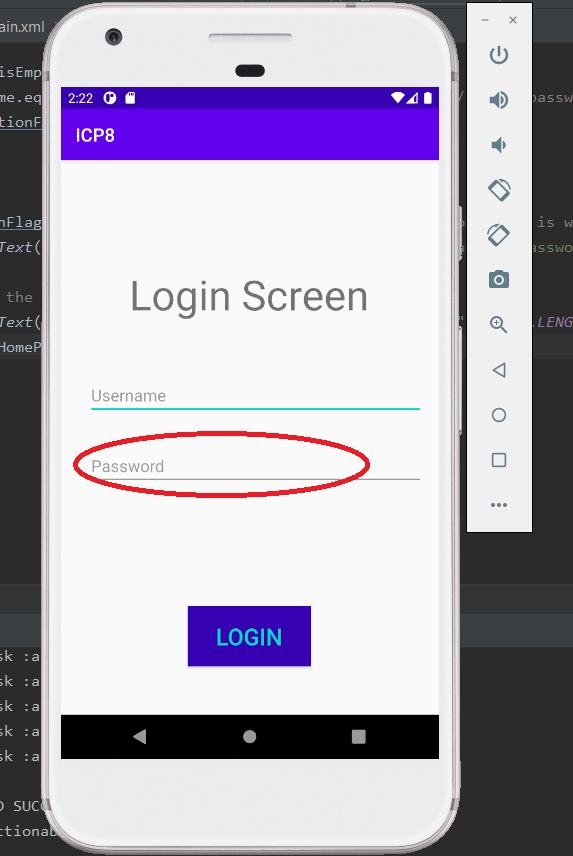 ain.xml
isEmp
me.eq
passw
tionF
nFlag
is w
Text(
asswo
the
Text(
.LENG
HomeP
2:22
ICP8
Login Screen
Username
Password
LOGIN
sk :a
sk :a
sk :a
sk :a
sk :a
D SUC
ctionab